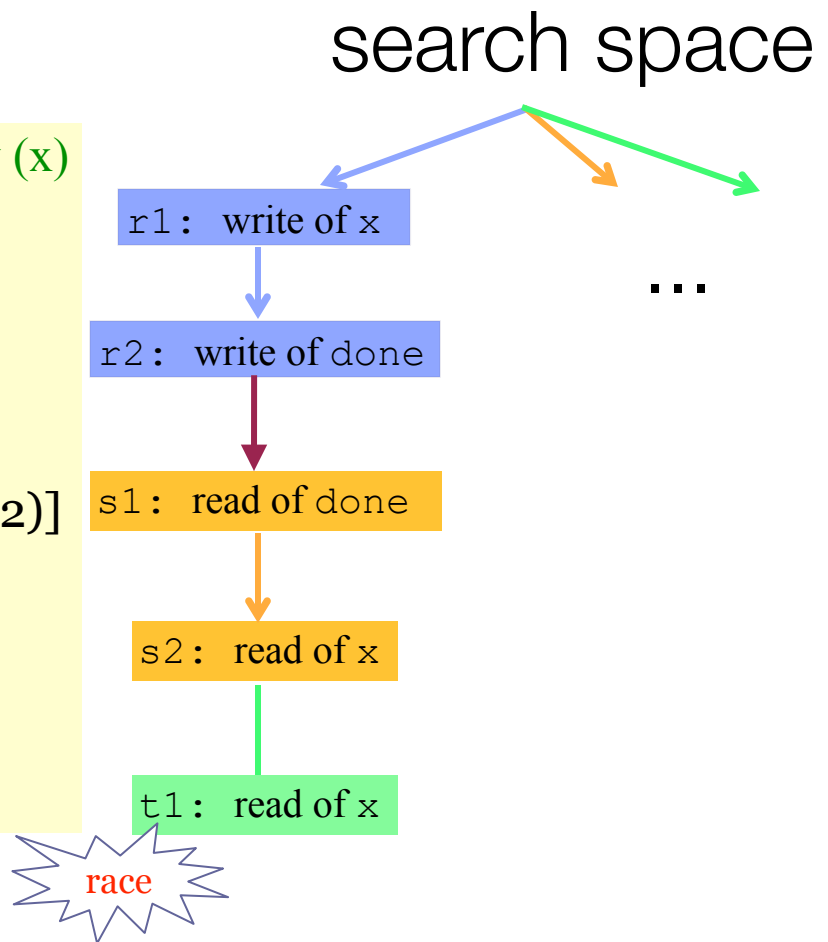 search space
(x)
r1: write of x
...
r2: write of done
2)]
s1: read of done
s2: read of x
t1: read of x
race